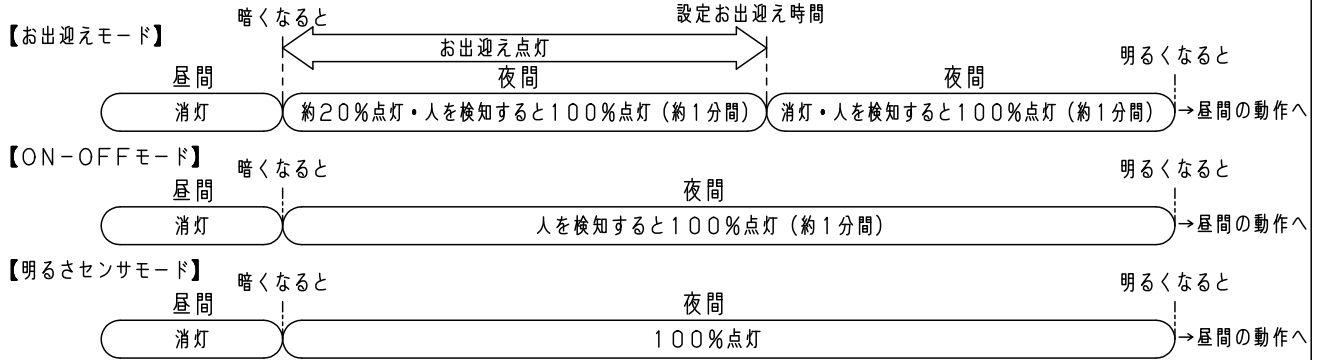 暗くなると 設定お出迎え時間
【お出迎えモード】
お出迎え点灯
明るくなると
昼間 夜間 夜間
消灯 約20%点灯・人を検知すると100%点灯（約1分間） 消灯・人を検知すると100%点灯（約1分間） →昼間の動作へ
【ON-OFFモード】
暗くなると 明るくなると
昼間 夜間
消灯 人を検知すると100%点灯（約1分間） →昼間の動作へ
【明るさセンサモード】
暗くなると 明るくなると
昼間 夜間
消灯 100%点灯 →昼間の動作へ